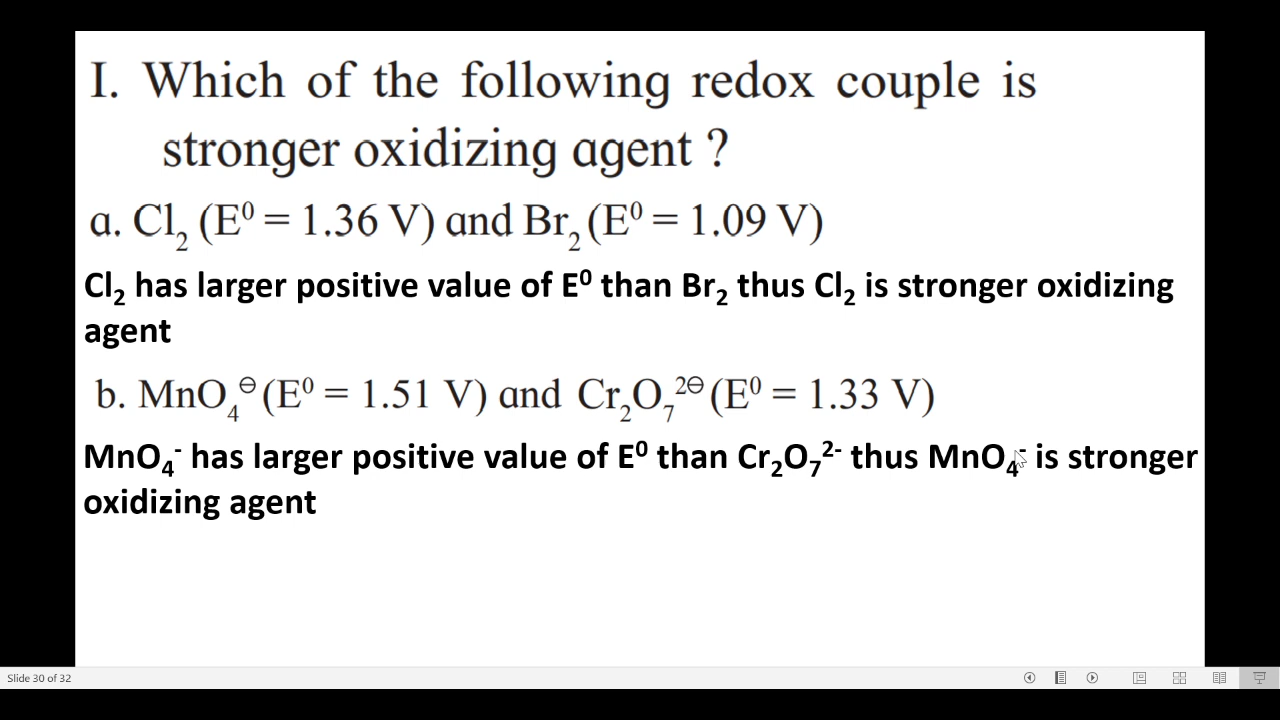 I. Which of the following redox couple is
stronger oxidizing agent ?
a. Cl₂ (E⁰ = 1.36 V) and Br₂ (E⁰ = 1.09 V)
Cl₂ has larger positive value of E⁰ than Br₂ thus Cl₂ is stronger oxidizing
agent
b. MnO₄⊖ (E⁰ = 1.51 V) and Cr₂O₇²⊖ (E⁰ = 1.33 V)
MnO₄⁻ has larger positive value of E⁰ than Cr₂O₇²⁻ thus MnO₄⁻ is stronger
oxidizing agent
Slide 30 of 32